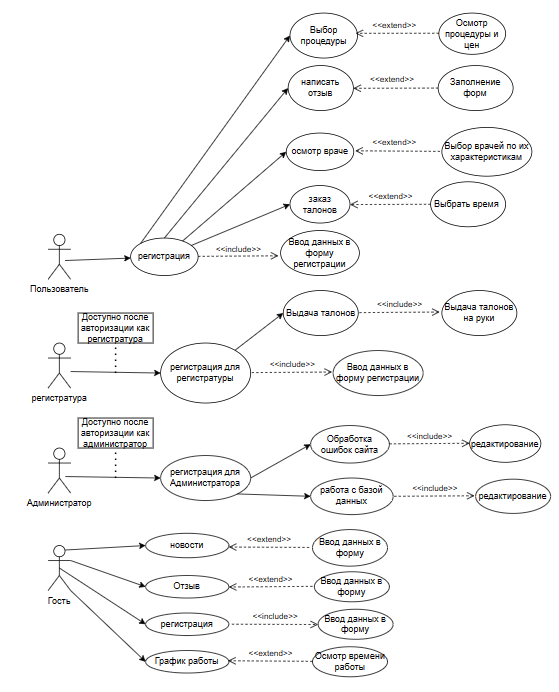 Выбор
процедуры
<<extend>>
Осмотр
процедуры и
цен
написать
отзыв
<<extend>>
Заполнение
форм
осмотр враче
<<extend>>
Выбор врачей по их
характеристикам
заказ
талонов
<<extend>>
Выбрать время
Пользователь
регистрация
<<include>>
Ввод данных в
форму
регистрации
Доступно после
авторизации как
регистратура
регистратура
регистрация для
регистратуры
Выдача талонов
<<include>>
Выдача талонов
на руки
<<include>>
Ввод данных в
форму регистрации
Доступно после
авторизации как
администратор
Администратор
регистрация для
Администратора
Обработка
ошибок сайта
<<include>>
редактирование
работа с базой
данных
<<include>>
редактирование
Гость
новости
<<extend>>
Ввод данных в
форму
Отзыв
<<extend>>
Ввод данных в
форму
регистрация
<<include>>
Ввод данных в
форму
График работы
<<extend>>
Осмотр времени
работы